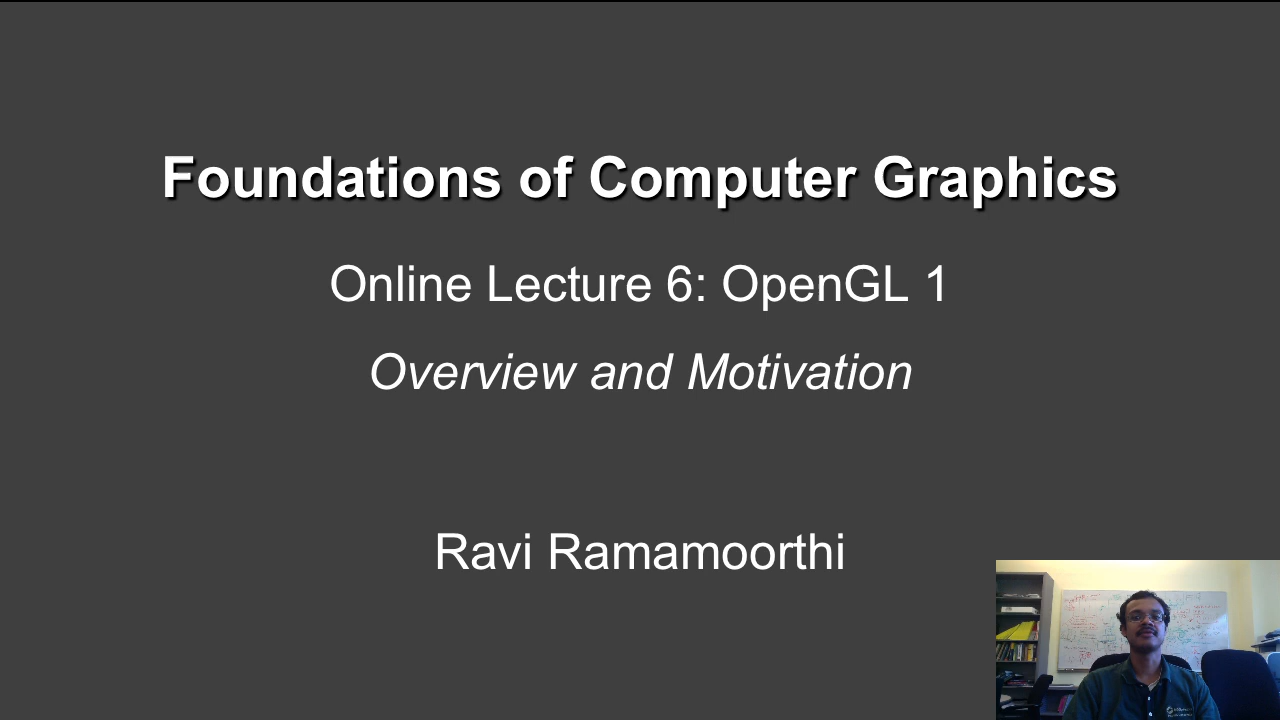 Foundations of Computer Graphics
Online Lecture 6: OpenGL 1
Overview and Motivation
Ravi Ramamoorthi